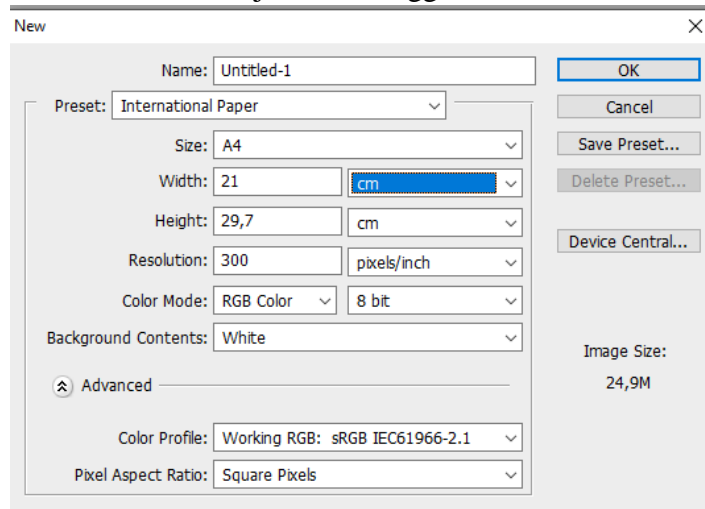 New
Name: Untitled-1
OK
Preset: International Paper
Cancel
Size: A4
Save Preset...
Width: 21 cm
Delete Preset...
Height: 29,7 cm
Device Central...
Resolution: 300 pixels/inch
Color Mode: RGB Color 8 bit
Background Contents: White
Image Size:
24,9M
Advanced
Color Profile: Working RGB: sRGB IEC61966-2.1
Pixel Aspect Ratio: Square Pixels